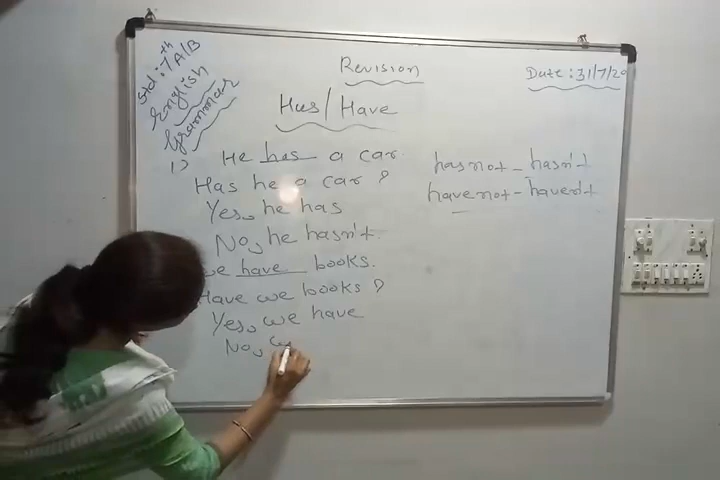 Std : 7th A/B
English
Grammar
Revision
Date : 31/7/20
Has / Have
1) He has a car.
Has he a car ?
Yes, he has
No, he hasn't
We have books.
Have we books ?
Yes, we have
No, w
has not - hasn't
have not - haven't